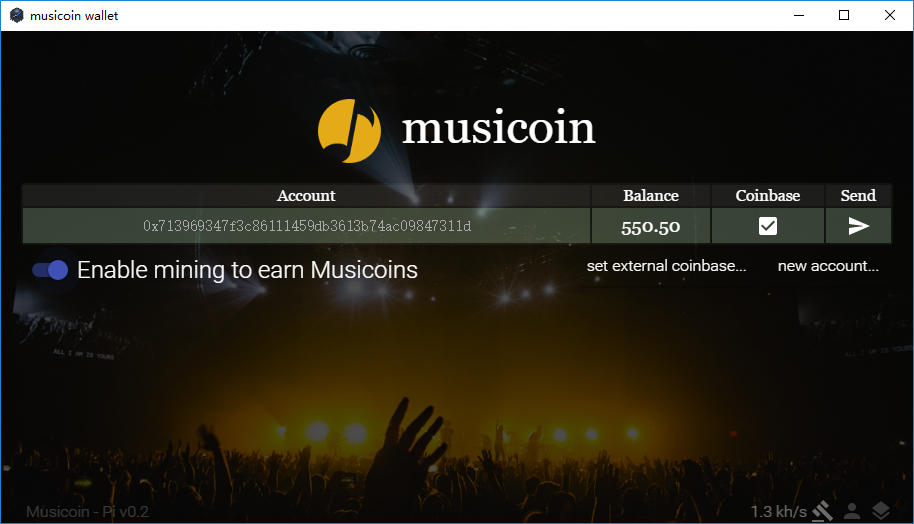 musicoin wallet
musicoin
Account Balance Coinbase Send
0x713969347f3c86111459db3613b74ac09847311d 550.50
Enable mining to earn Musicoins set external coinbase... new account...
ALL I AM IS YOURS
ALL I AM IS YOURS
Musicoin - Pi v0.2 1.3 kh/s